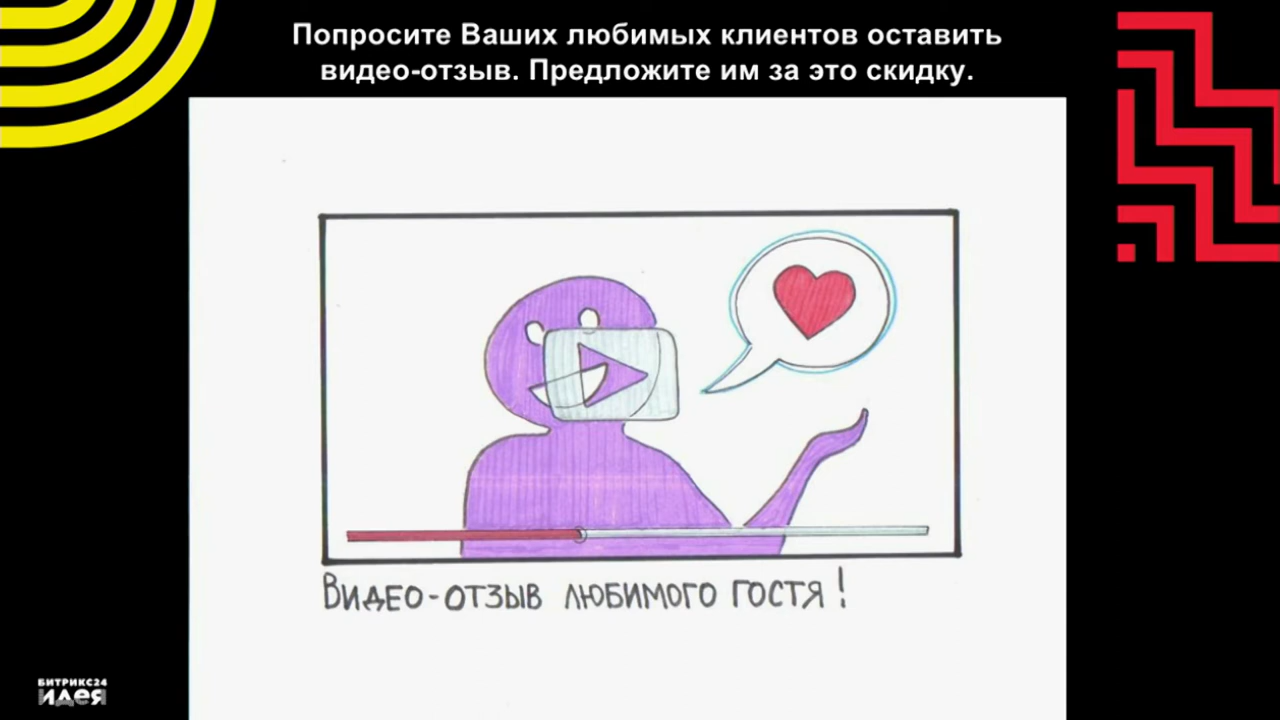 Попросите Ваших любимых клиентов оставить
видео-отзыв. Предложите им за это скидку.
Видео-отзыв любимого гостя!
БИТРИКС24
идея